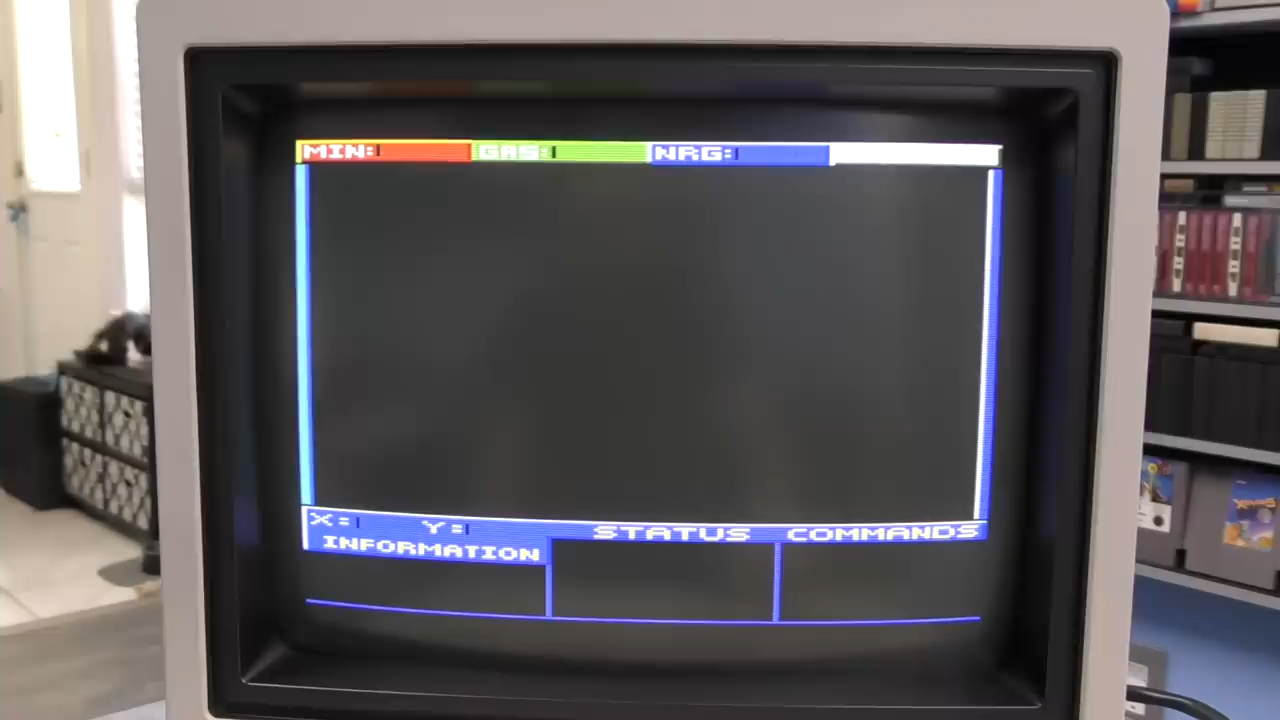 MIN: GAS: NRG:
X= Y= STATUS COMMANDS
INFORMATION